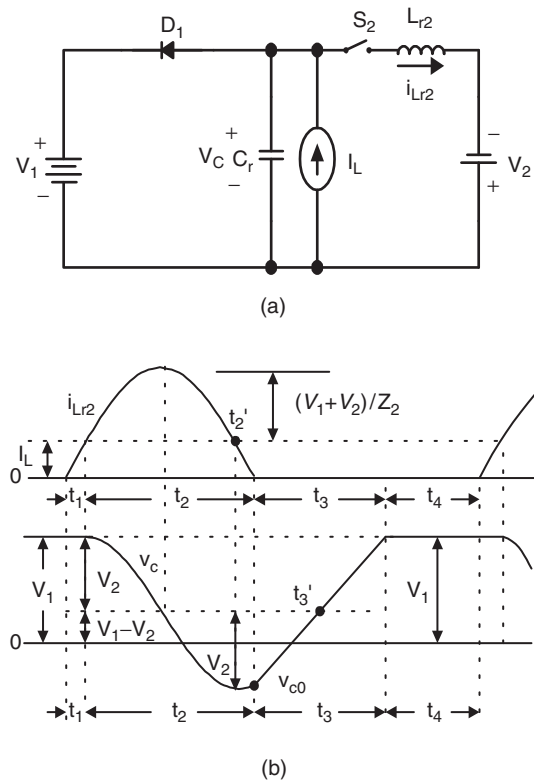 D1
S2
Lr2
iLr2
+
V1
−
+
VC Cr
−
IL
−
V2
+
(a)
iLr2
t2'
(V1+V2)/Z2
IL
0
t1 t2 t3 t4
vc
V1
V2
t3'
V1
V1−V2
0
V2
vc0
t1 t2 t3 t4
(b)